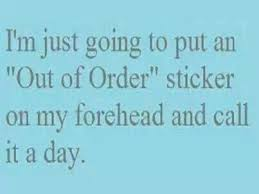 I'm just going to put an
"Out of Order" sticker
on my forehead and call
it a day.